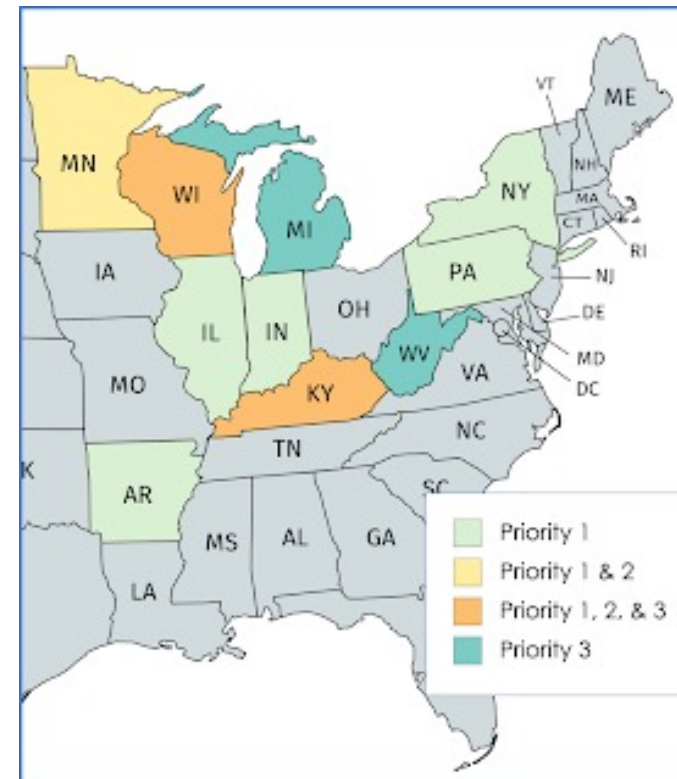 VT
ME
MN
NH
WI
NY
MA
MI
CT
RI
PA
IA
NJ
OH
IL
IN
DE
WV
MD
VA
MO
KY
DC
NC
TN
K
SC
AR
MS
AL
GA
LA
Priority 1
Priority 1 & 2
Priority 1, 2, & 3
Priority 3